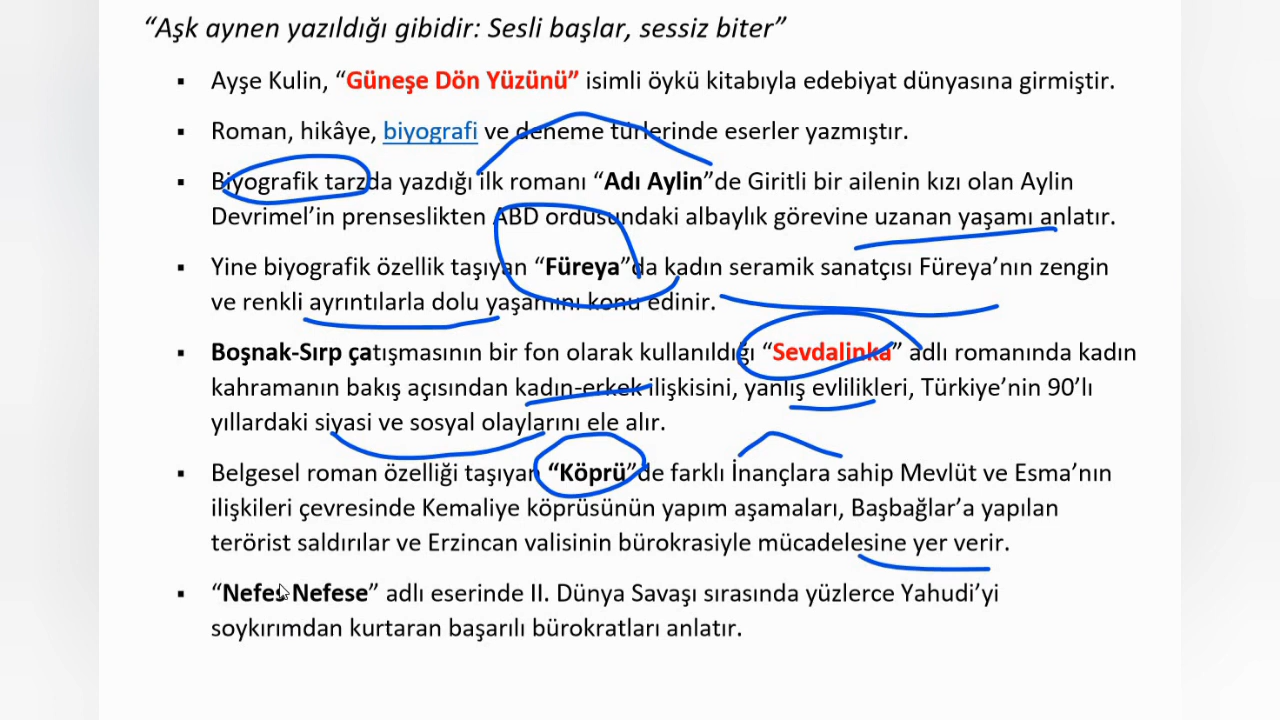 “Aşk aynen yazıldığı gibidir: Sesli başlar, sessiz biter”
▪ Ayşe Kulin, “Güneşe Dön Yüzünü” isimli öykü kitabıyla edebiyat dünyasına girmiştir.
▪ Roman, hikâye, biyografi ve deneme türlerinde eserler yazmıştır.
▪ Biyografik tarzda yazdığı ilk romanı “Adı Aylin”de Giritli bir ailenin kızı olan Aylin
Devrimel’in prenseslikten ABD ordusundaki albaylık görevine uzanan yaşamı anlatır.
▪ Yine biyografik özellik taşıyan “Füreya”da kadın seramik sanatçısı Füreya’nın zengin
ve renkli ayrıntılarla dolu yaşamını konu edinir.
▪ Boşnak-Sırp çatışmasının bir fon olarak kullanıldığı “Sevdalinka” adlı romanında kadın
kahramanın bakış açısından kadın-erkek ilişkisini, yanlış evlilikleri, Türkiye’nin 90’lı
yıllardaki siyasi ve sosyal olaylarını ele alır.
▪ Belgesel roman özelliği taşıyan “Köprü”de farklı İnançlara sahip Mevlüt ve Esma’nın
ilişkileri çevresinde Kemaliye köprüsünün yapım aşamaları, Başbağlar’a yapılan
terörist saldırılar ve Erzincan valisinin bürokrasiyle mücadelesine yer verir.
▪ “Nefes Nefese” adlı eserinde II. Dünya Savaşı sırasında yüzlerce Yahudi’yi
soykırımdan kurtaran başarılı bürokratları anlatır.